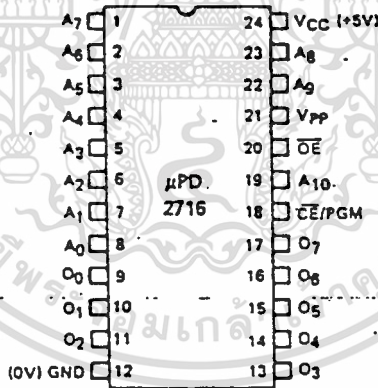 A7 1 24 VCC (+5V)
A6 2 23 A8
A5 3 22 A9
A4 4 21 VPP
A3 5 20 OE
A2 6 μPD 19 A10
A1 7 2716 18 CE/PGM
A0 8 17 O7
O0 9 16 O6
O1 10 15 O5
O2 11 14 O4
(0V) GND 12 13 O3